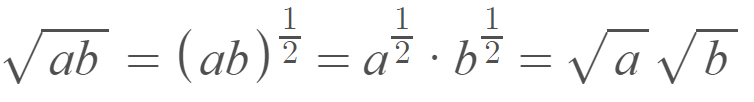 √ab = (ab)^(1/2) = a^(1/2) · b^(1/2) = √a √b